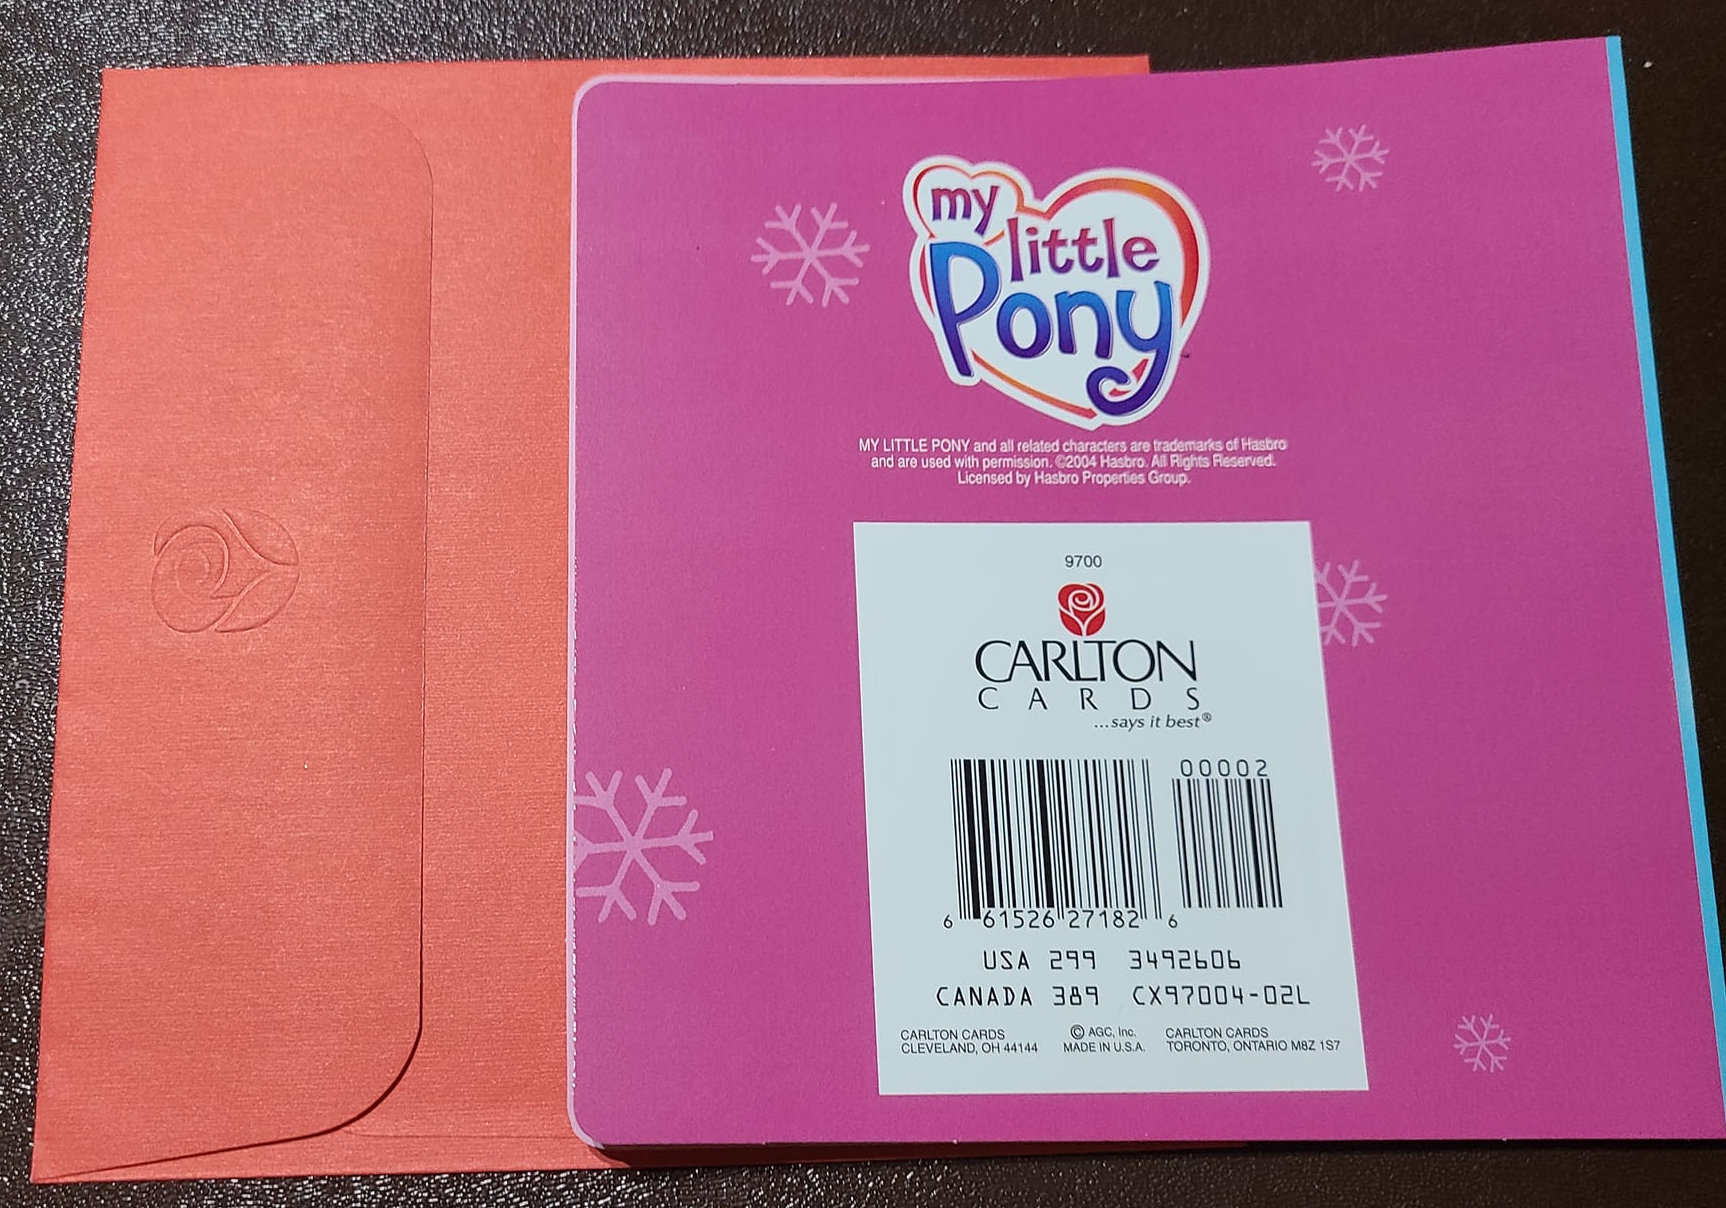 my
little
Pony
MY LITTLE PONY and all related characters are trademarks of Hasbro
and are used with permission. ©2004 Hasbro. All Rights Reserved.
Licensed by Hasbro Properties Group.
9700
CARLTON
CARDS
...says it best®
00002
6 61526 27182 6
USA 299 3492606
CANADA 389 CX97004-02L
CARLTON CARDS © AGC, Inc. CARLTON CARDS
CLEVELAND, OH 44144 MADE IN U.S.A. TORONTO, ONTARIO M8Z 1S7